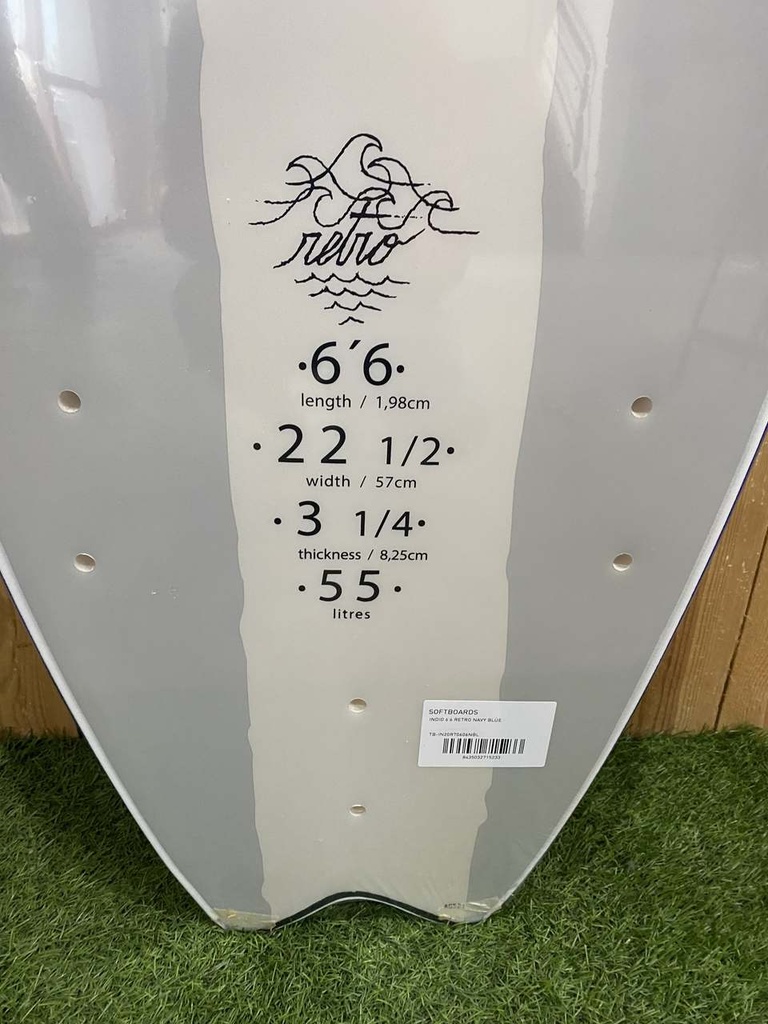 retro
·6´6·
length / 1,98cm
· 22 1/2·
width / 57cm
· 3 1/4·
thickness / 8,25cm
· 55 ·
litres
SOFTBOARDS
INDIO 6´6 RETRO NAVY BLUE
8435032715233